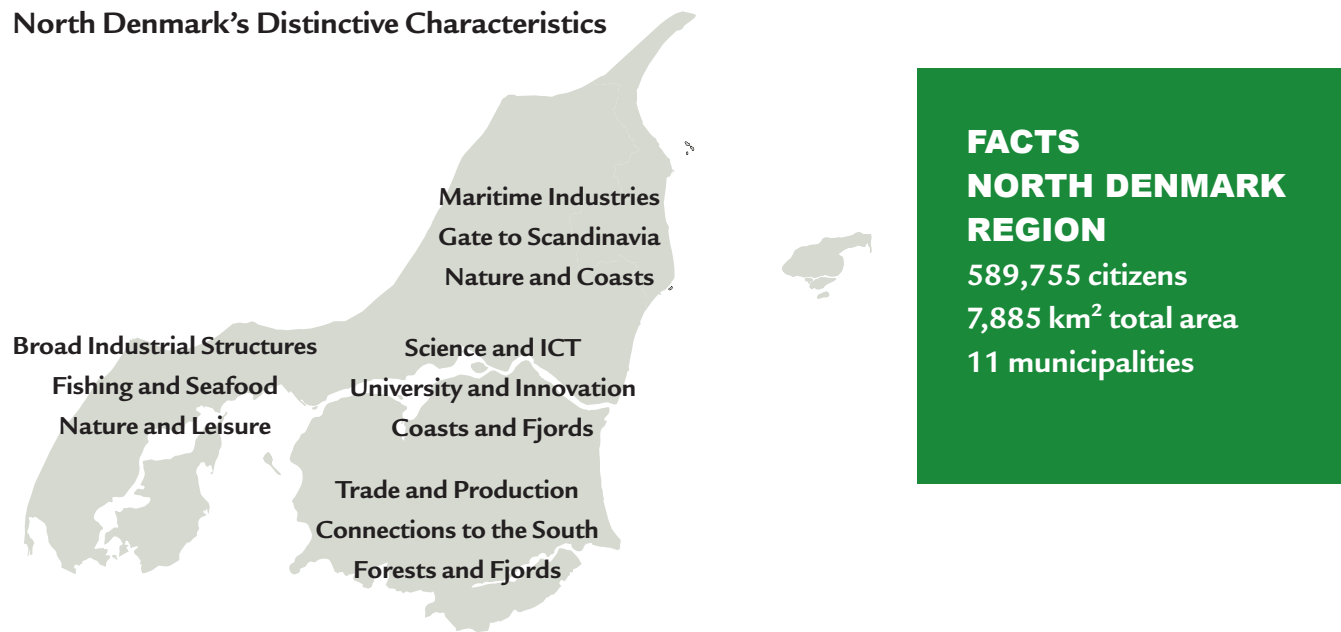 North Denmark’s Distinctive Characteristics
Maritime Industries
Gate to Scandinavia
Nature and Coasts
Broad Industrial Structures
Fishing and Seafood
Nature and Leisure
Science and ICT
University and Innovation
Coasts and Fjords
Trade and Production
Connections to the South
Forests and Fjords
FACTS
NORTH DENMARK
REGION
589,755 citizens
7,885 km² total area
11 municipalities